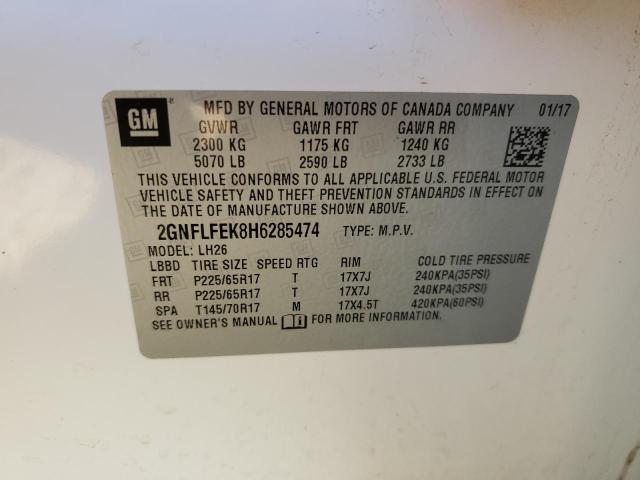 GM ® MFD BY GENERAL MOTORS OF CANADA COMPANY 01/17
GVWR GAWR FRT GAWR RR
2300 KG 1175 KG 1240 KG
5070 LB 2590 LB 2733 LB
THIS VEHICLE CONFORMS TO ALL APPLICABLE U.S. FEDERAL MOTOR
VEHICLE SAFETY AND THEFT PREVENTION STANDARDS IN EFFECT ON
THE DATE OF MANUFACTURE SHOWN ABOVE.
2GNFLFEK8H6285474 TYPE: M.P.V.
MODEL: LH26
LBBD TIRE SIZE SPEED RTG RIM COLD TIRE PRESSURE
FRT P225/65R17 T 17X7J 240KPA(35PSI)
RR P225/65R17 T 17X7J 240KPA(35PSI)
SPA T145/70R17 M 17X4.5T 420KPA(60PSI)
SEE OWNER'S MANUAL FOR MORE INFORMATION.